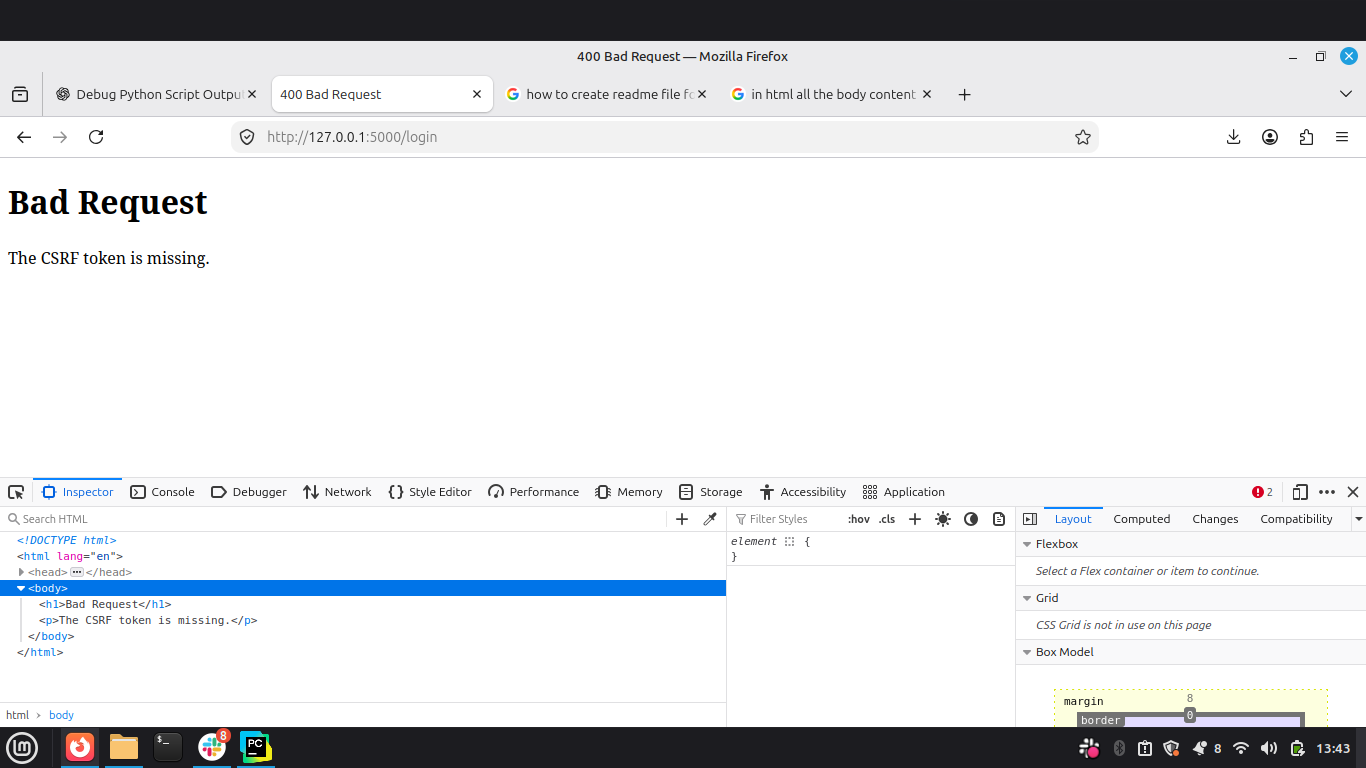 400 Bad Request — Mozilla Firefox
Debug Python Script Outpu
400 Bad Request
how to create readme file fo
in html all the body content
http://127.0.0.1:5000/login
Bad Request
The CSRF token is missing.
Inspector
Console
Debugger
Network
Style Editor
Performance
Memory
Storage
Accessibility
Application
2
Search HTML
Filter Styles
:hov .cls
Layout
Computed
Changes
Compatibility
<!DOCTYPE html>
<html lang="en">
<head> ••• </head>
<body>
<h1>Bad Request</h1>
<p>The CSRF token is missing.</p>
</body>
</html>
html > body
element {
}
Flexbox
Select a Flex container or item to continue.
Grid
CSS Grid is not in use on this page
Box Model
margin
8
border
0
$_
8
PC
8
13:43